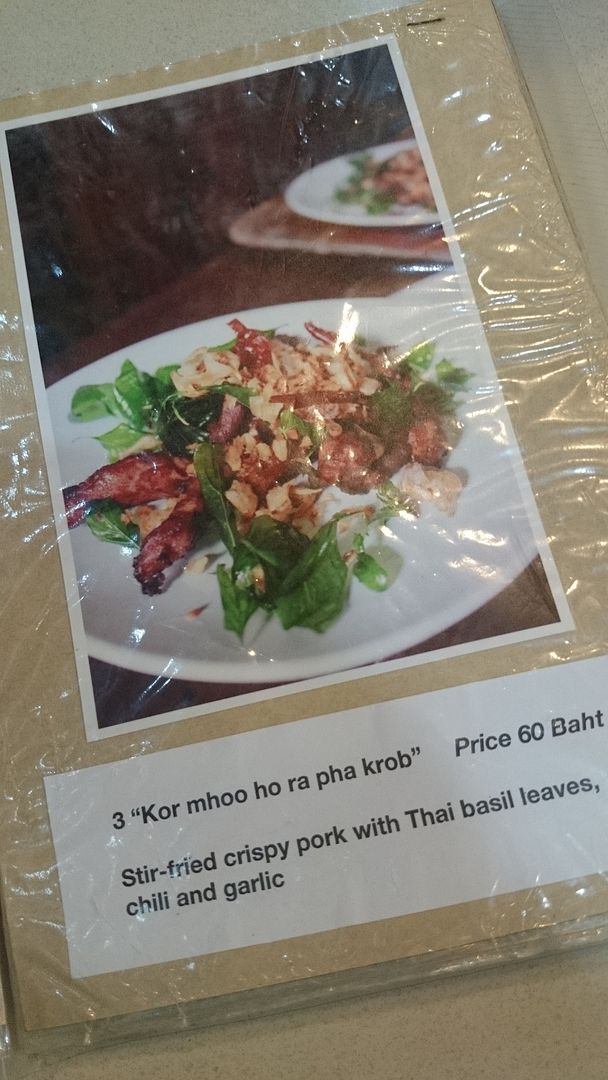 3 “Kor mhoo ho ra pha krob” Price 60 Baht
Stir-fried crispy pork with Thai basil leaves,
chili and garlic